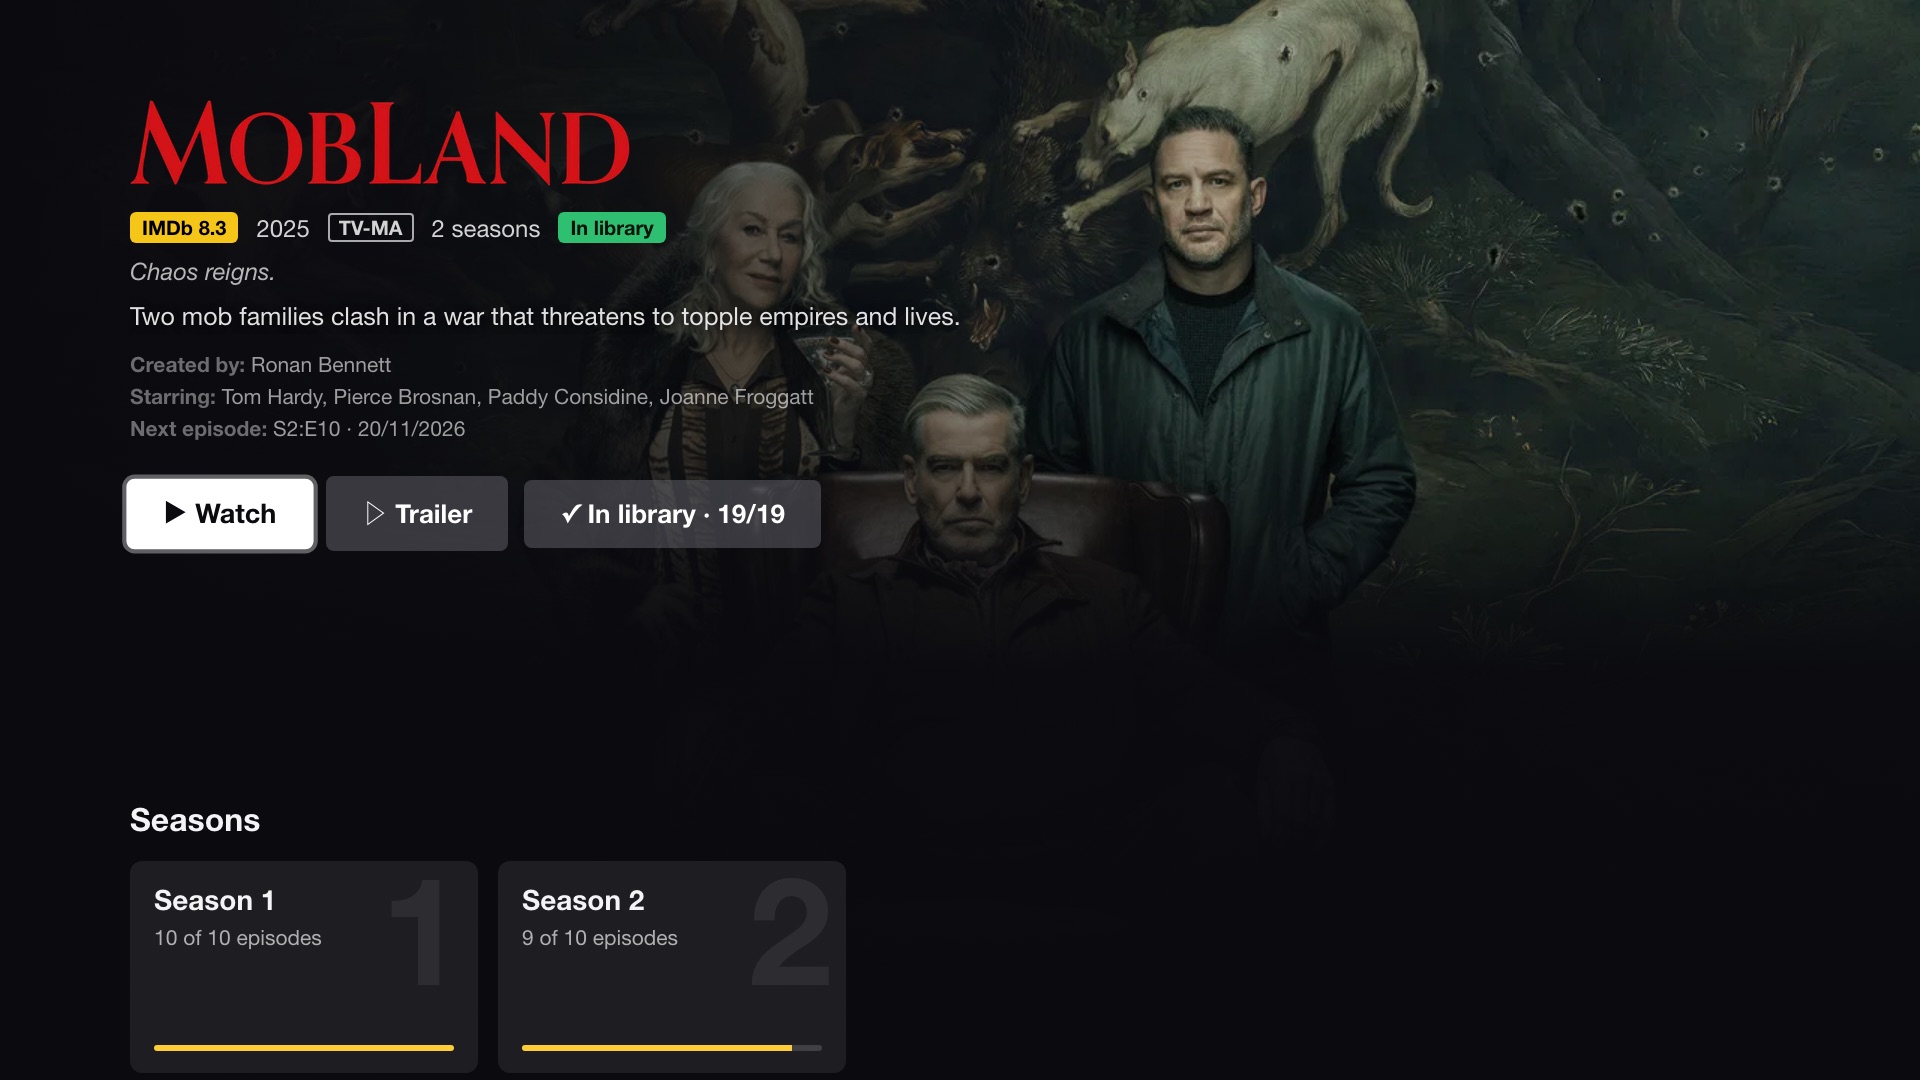 MOBLAND
IMDb 8.3 2025 TV-MA 2 seasons In library
Chaos reigns.
Two mob families clash in a war that threatens to topple empires and lives.
Created by: Ronan Bennett
Starring: Tom Hardy, Pierce Brosnan, Paddy Considine, Joanne Froggatt
Next episode: S2:E10 · 20/11/2026
▶ Watch ▷ Trailer ✓ In library · 19/19
Seasons
Season 1 1 Season 2 2
10 of 10 episodes 9 of 10 episodes